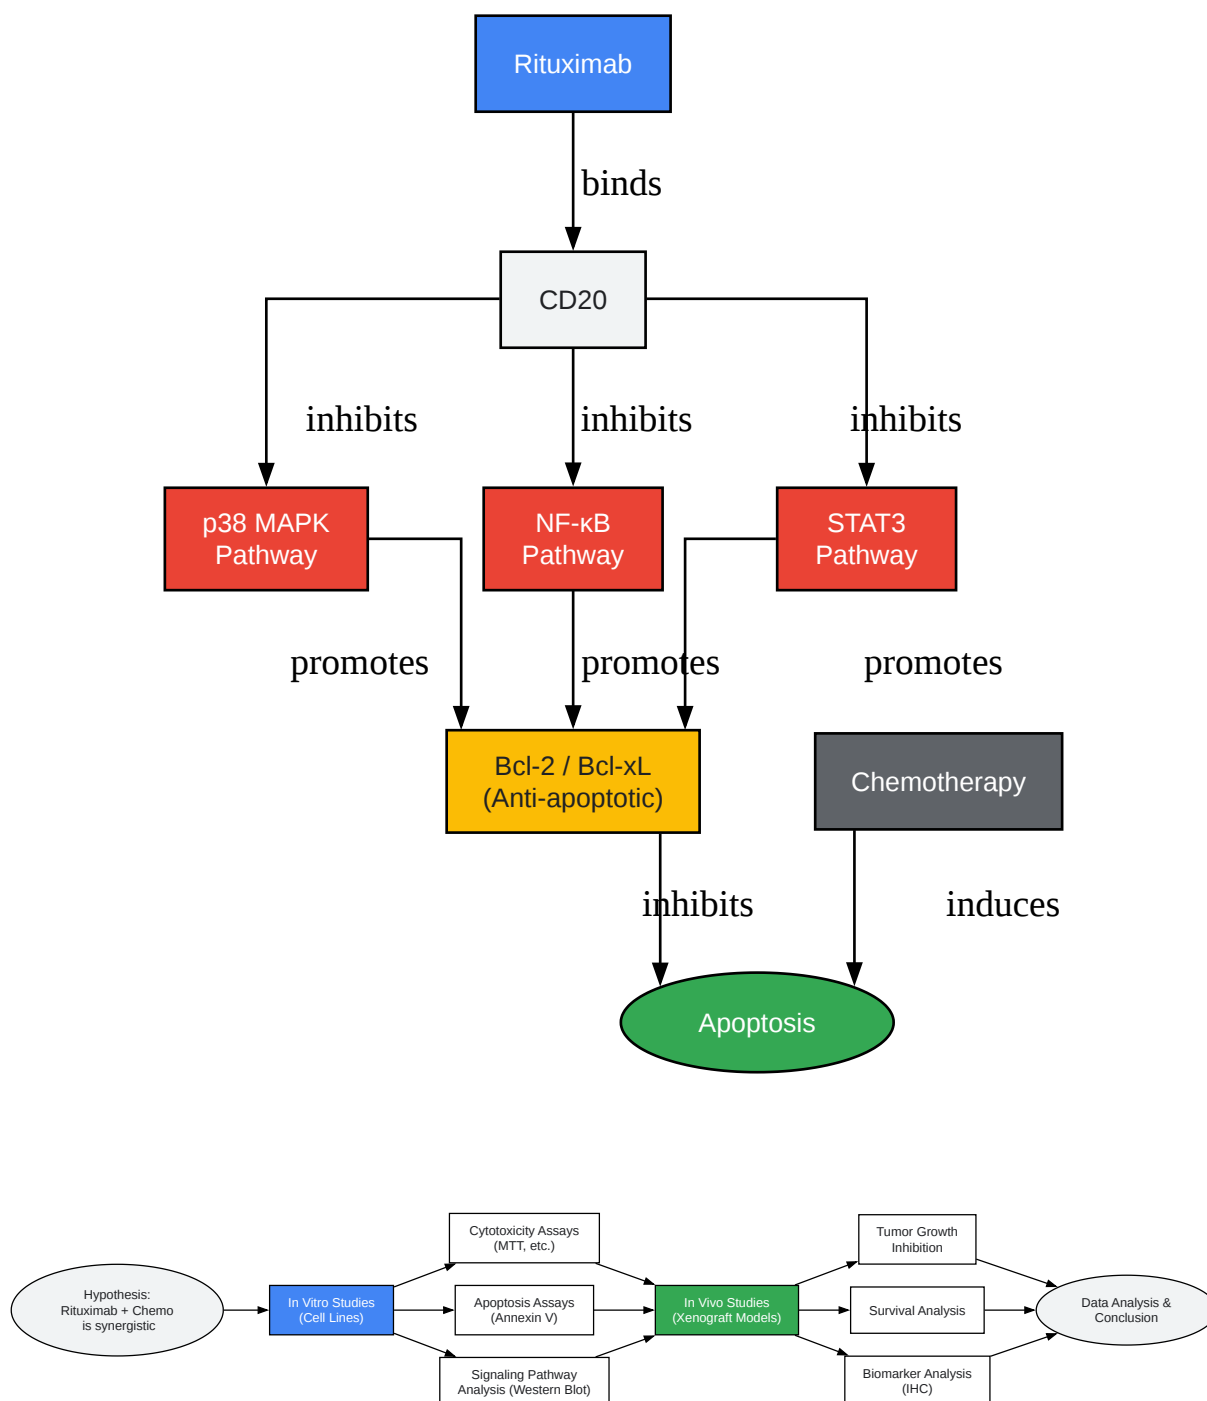 Rituximab
binds
CD20
inhibits
inhibits
inhibits
p38 MAPK
Pathway
NF-κB
Pathway
STAT3
Pathway
promotes
promotes
promotes
Bcl-2 / Bcl-xL
(Anti-apoptotic)
Chemotherapy
inhibits
induces
Apoptosis
Hypothesis:
Rituximab + Chemo
is synergistic
In Vitro Studies
(Cell Lines)
Cytotoxicity Assays
(MTT, etc.)
Apoptosis Assays
(Annexin V)
Signaling Pathway
Analysis (Western Blot)
In Vivo Studies
(Xenograft Models)
Tumor Growth
Inhibition
Survival Analysis
Biomarker Analysis
(IHC)
Data Analysis &
Conclusion